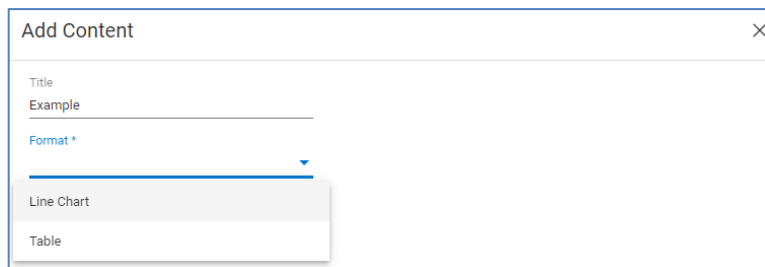 Add Content
Title
Example
Format *
Line Chart
Table